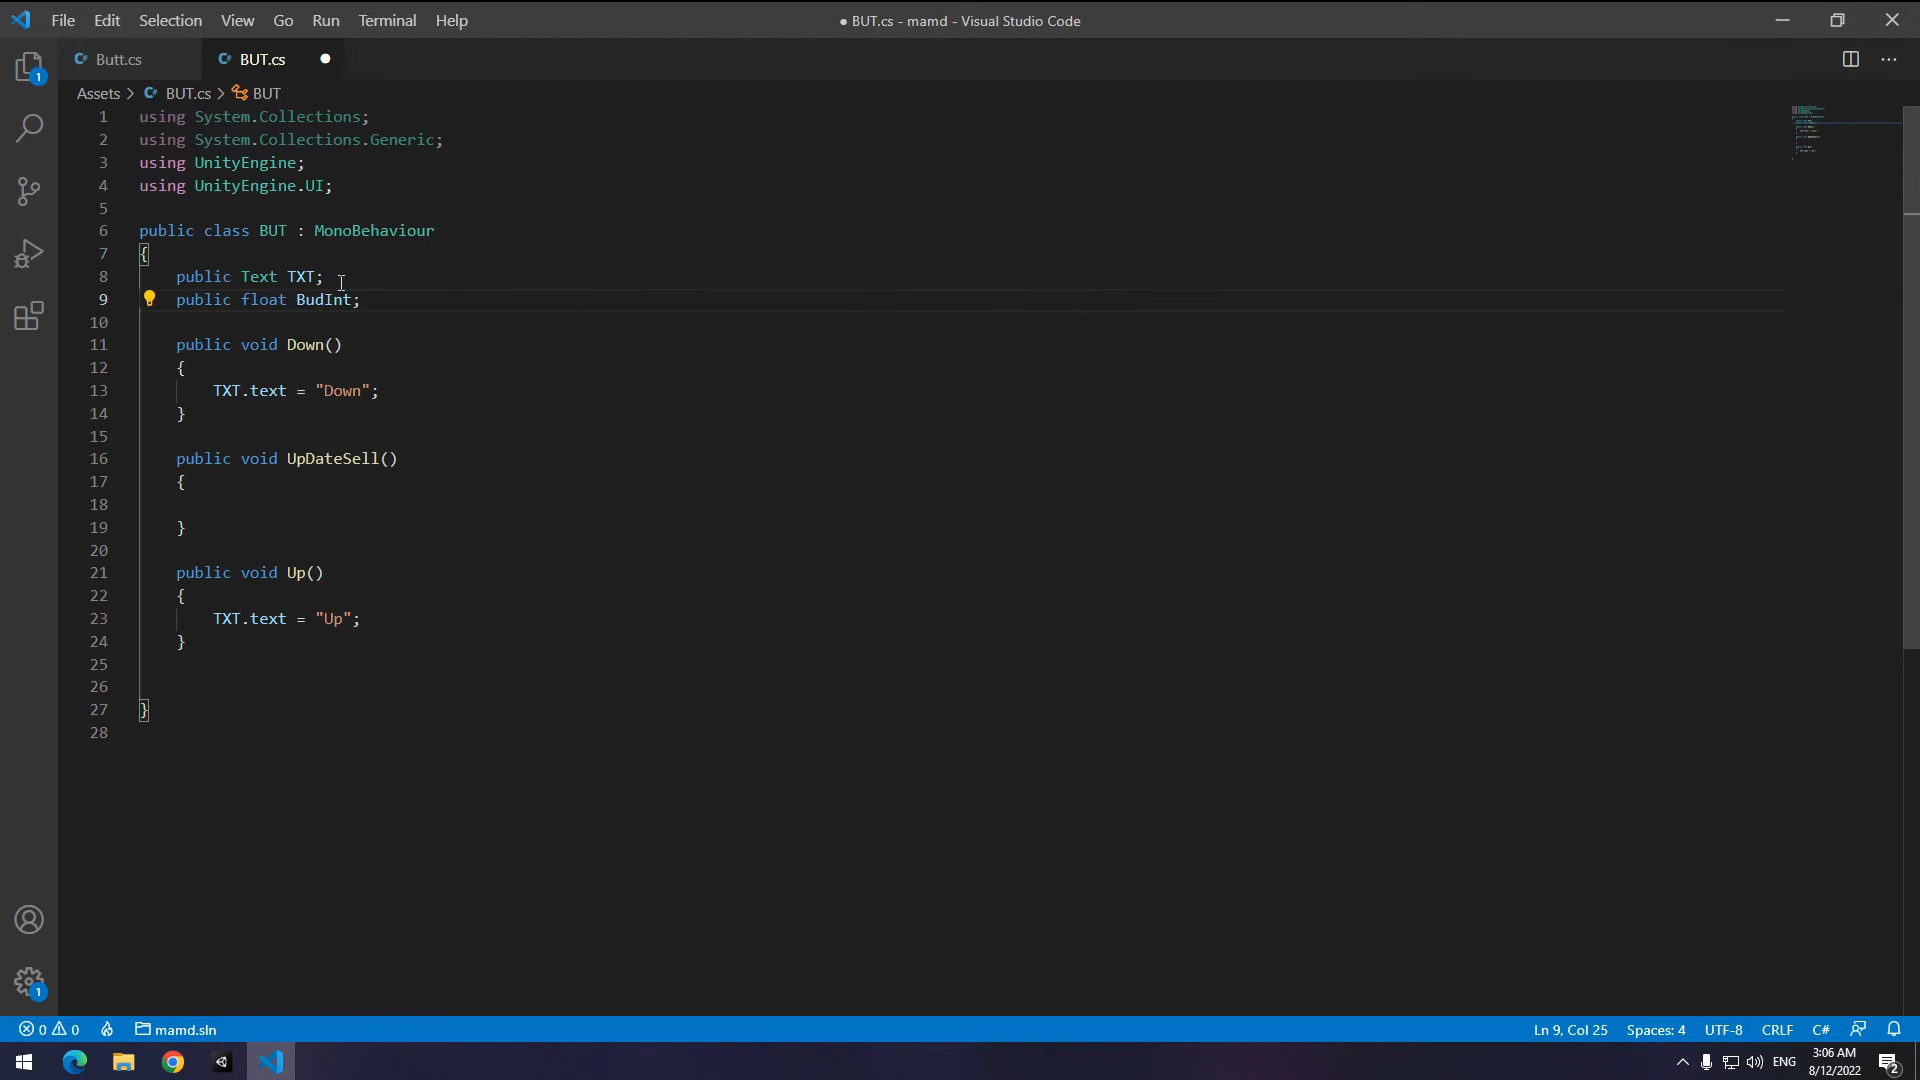 File Edit Selection View Go Run Terminal Help
● BUT.cs - mamd - Visual Studio Code
Butt.cs
BUT.cs
Assets > BUT.cs > BUT
1 using System.Collections;
2 using System.Collections.Generic;
3 using UnityEngine;
4 using UnityEngine.UI;
5
6 public class BUT : MonoBehaviour
7 {
8 public Text TXT;
9 public float BudInt;
10
11 public void Down()
12 {
13 TXT.text = "Down";
14 }
15
16 public void UpDateSell()
17 {
18
19 }
20
21 public void Up()
22 {
23 TXT.text = "Up";
24 }
25
26
27 }
28
1
1
0 0
mamd.sln
Ln 9, Col 25
Spaces: 4
UTF-8
CRLF
C#
ENG
3:06 AM
8/12/2022
2